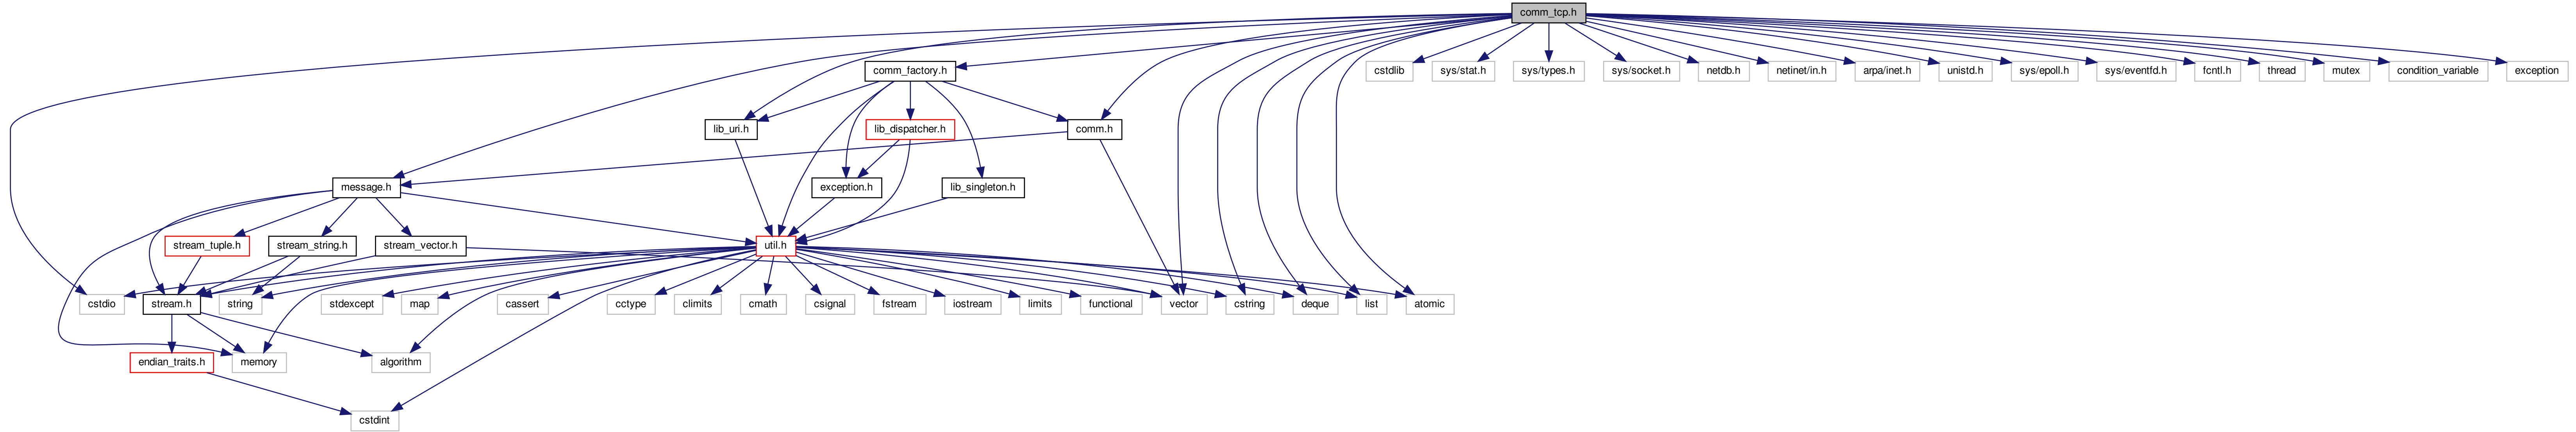 comm_tcp.h
comm_factory.h
cstdlib
sys/stat.h
sys/types.h
sys/socket.h
netdb.h
netinet/in.h
arpa/inet.h
unistd.h
sys/epoll.h
sys/eventfd.h
fcntl.h
thread
mutex
condition_variable
exception
lib_uri.h
lib_dispatcher.h
comm.h
message.h
exception.h
lib_singleton.h
stream_tuple.h
stream_string.h
stream_vector.h
util.h
cstdio
stream.h
string
stdexcept
map
cassert
cctype
climits
cmath
csignal
fstream
iostream
limits
functional
vector
cstring
deque
list
atomic
endian_traits.h
memory
algorithm
cstdint